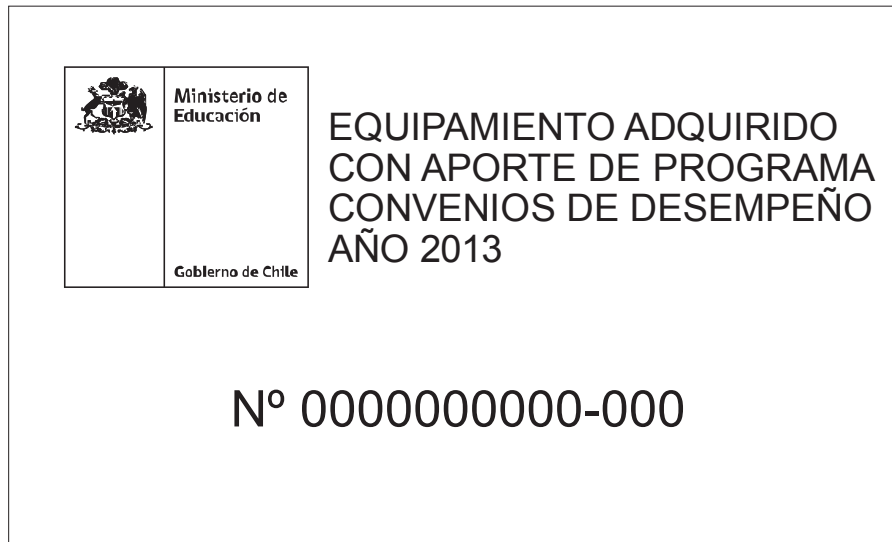 Ministerio de
Educación
Gobierno de Chile
EQUIPAMIENTO ADQUIRIDO
CON APORTE DE PROGRAMA
CONVENIOS DE DESEMPEÑO
AÑO 2013
Nº 0000000000-000